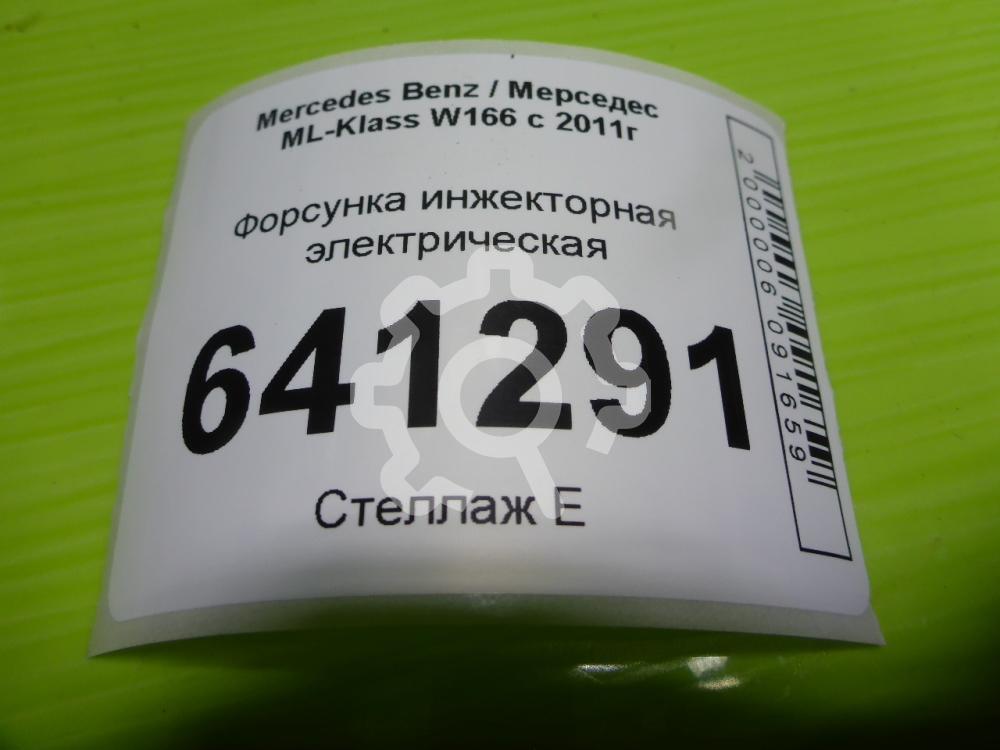 Mercedes Benz / Мерседес
ML-Klass W166 с 2011г
Форсунка инжекторная
электрическая
641291
Стеллаж Е
2000006091659